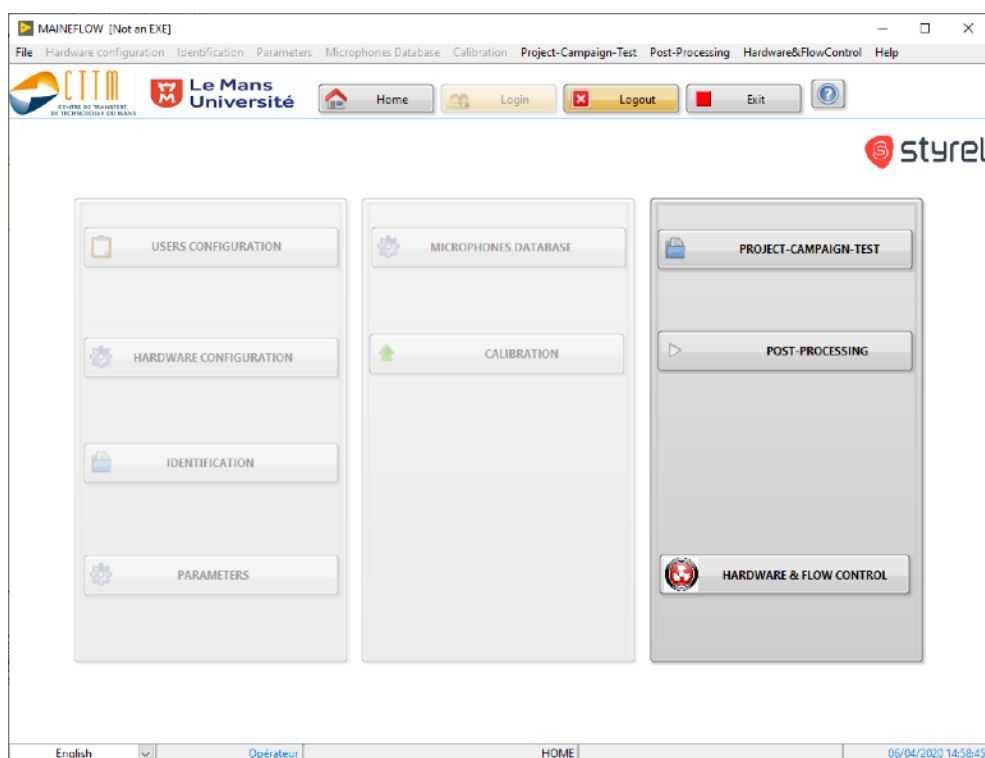 MAINEFLOW [Not an EXE]
File Hardware configuration Identification Parameters Microphones Database Calibration Project-Campaign-Test Post-Processing Hardware&FlowControl Help
CTTM
CENTRE DE TRANSFERT
DE TECHNOLOGIES DU MANS
Le Mans
Université
Home Login Logout Exit
styrel
USERS CONFIGURATION
HARDWARE CONFIGURATION
IDENTIFICATION
PARAMETERS
MICROPHONES DATABASE
CALIBRATION
PROJECT-CAMPAIGN-TEST
POST-PROCESSING
HARDWARE & FLOW CONTROL
English Opérateur HOME 06/04/2020 14:58:45